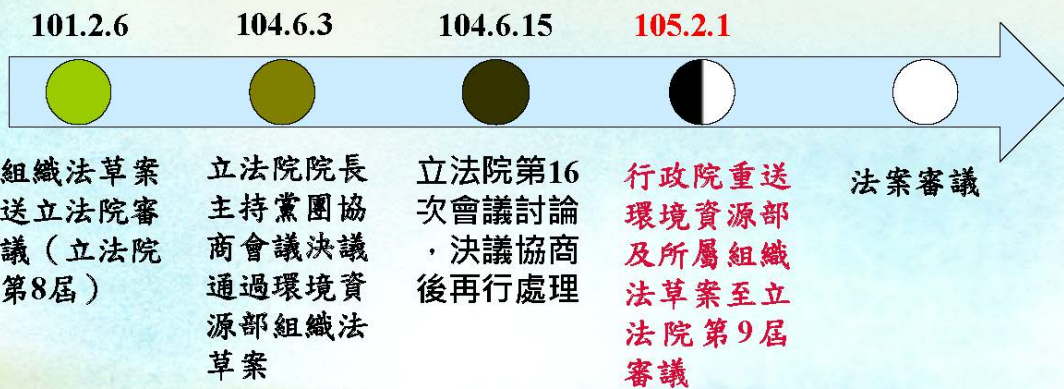 101.2.6
104.6.3
104.6.15
105.2.1
組織法草案
送立法院審
議（立法院
第8屆）
立法院院長
主持黨團協
商會議決議
通過環境資
源部組織法
草案
立法院第16
次會議討論
，決議協商
後再行處理
行政院重送
環境資源部
及所屬組織
法草案至立
法院第9屆
審議
法案審議